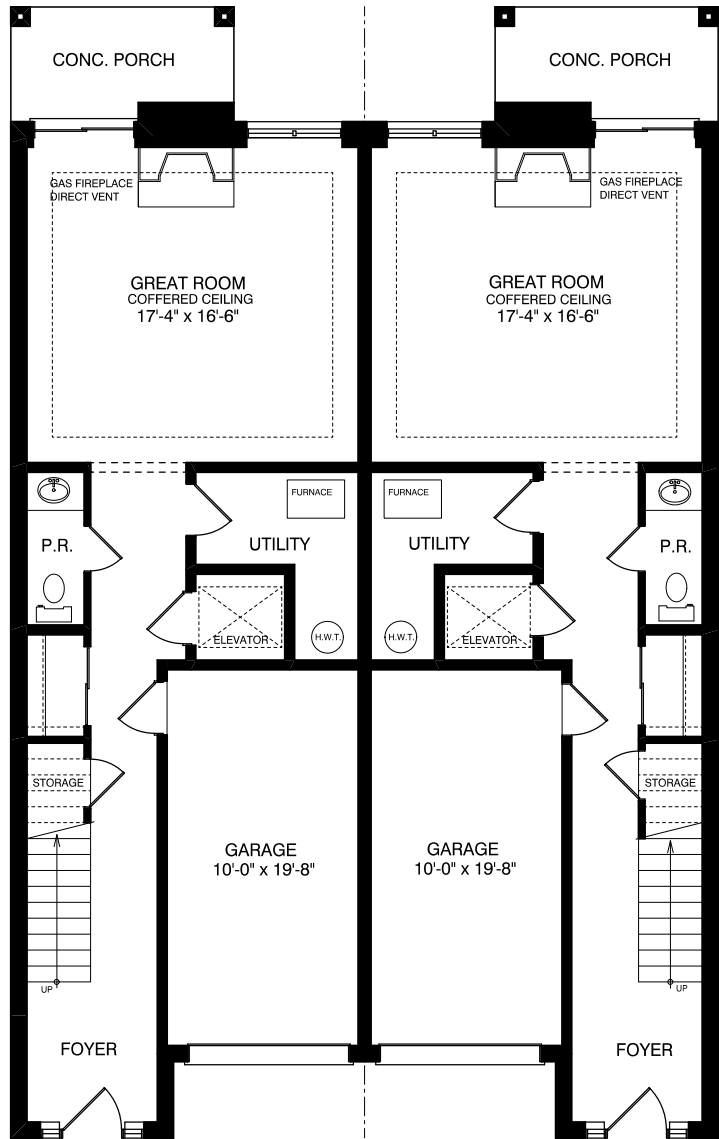 CONC. PORCH
CONC. PORCH
GAS FIREPLACE
DIRECT VENT
GAS FIREPLACE
DIRECT VENT
GREAT ROOM
COFFERED CEILING
17'-4" x 16'-6"
GREAT ROOM
COFFERED CEILING
17'-4" x 16'-6"
FURNACE
FURNACE
P.R.
UTILITY
UTILITY
P.R.
ELEVATOR
H.W.T.
H.W.T.
ELEVATOR
STORAGE
STORAGE
GARAGE
10'-0" x 19'-8"
GARAGE
10'-0" x 19'-8"
UP
UP
FOYER
FOYER